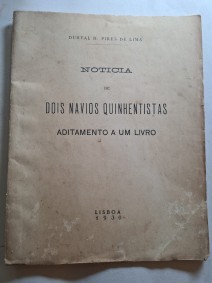 DURVAL R. PIRES DE LIMA
NOTICIA
DE
DOIS NAVIOS QUINHENTISTAS
ADITAMENTO A UM LIVRO
LISBOA